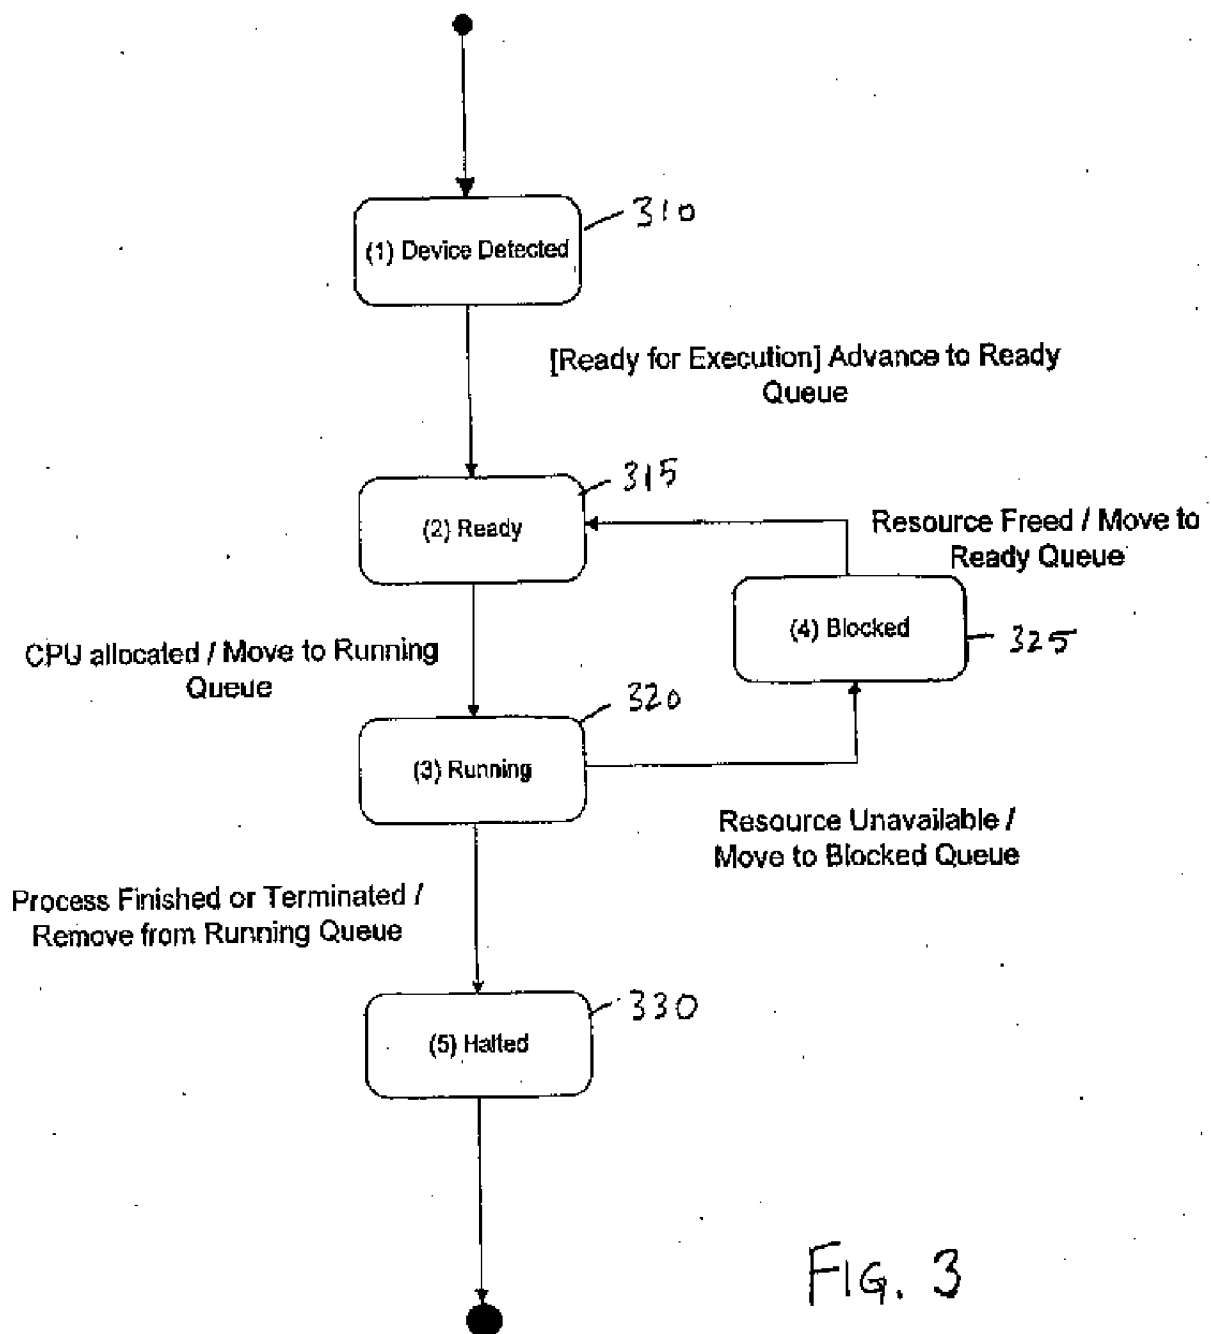 310
(1) Device Detected
[Ready for Execution] Advance to Ready
Queue
315
(2) Ready
Resource Freed / Move to
Ready Queue
(4) Blocked
325
CPU allocated / Move to Running
Queue
320
(3) Running
Resource Unavailable /
Move to Blocked Queue
Process Finished or Terminated /
Remove from Running Queue
330
(5) Halted
FIG. 3